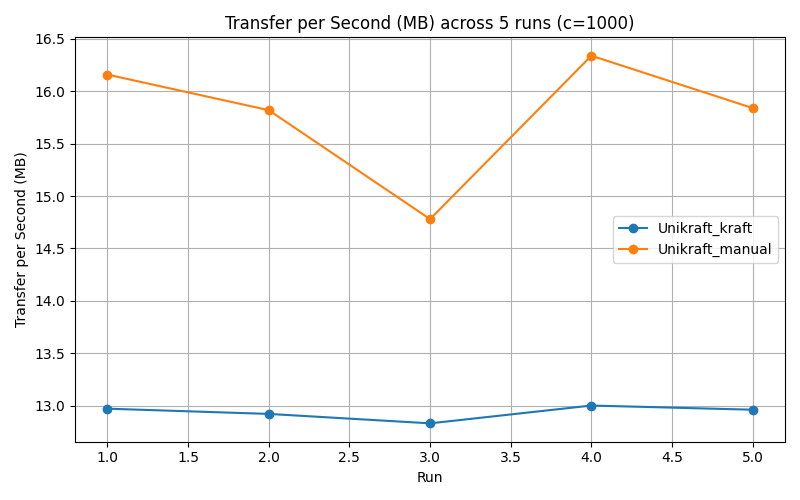 Transfer per Second (MB) across 5 runs (c=1000)
Transfer per Second (MB)
16.5
16.0
15.5
15.0
14.5
14.0
13.5
13.0
Unikraft_kraft
Unikraft_manual
1.0 1.5 2.0 2.5 3.0 3.5 4.0 4.5 5.0
Run